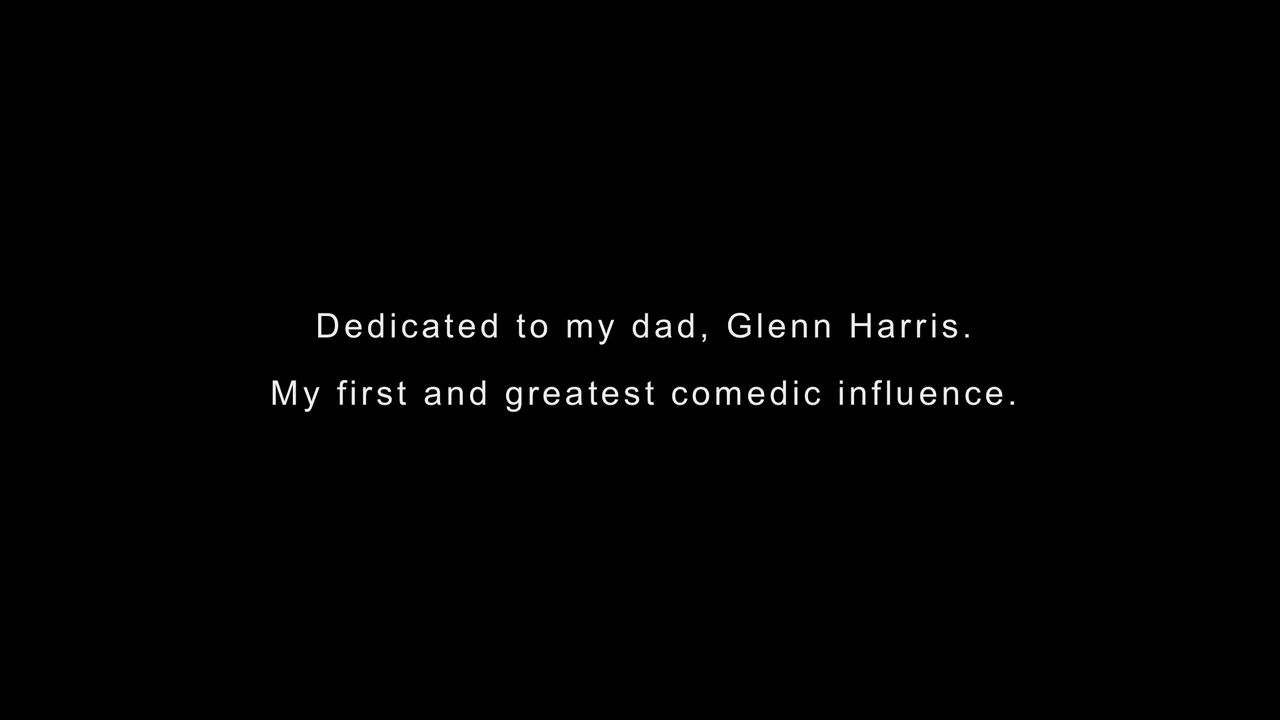 Dedicated to my dad, Glenn Harris.
My first and greatest comedic influence.